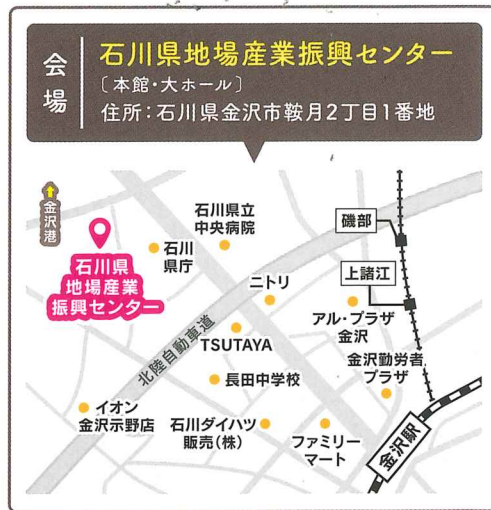 会場
石川県地場産業振興センター
〔本館・大ホール〕
住所：石川県金沢市鞍月2丁目1番地
金沢港
石川県
地場産業
振興センター
石川
県庁
石川県立
中央病院
磯部
上諸江
ニトリ
アル・プラザ
金沢
TSUTAYA
北陸自動車道
長田中学校
金沢勤労者
プラザ
イオン
金沢示野店
石川ダイハツ
販売(株)
ファミリー
マート
金沢駅